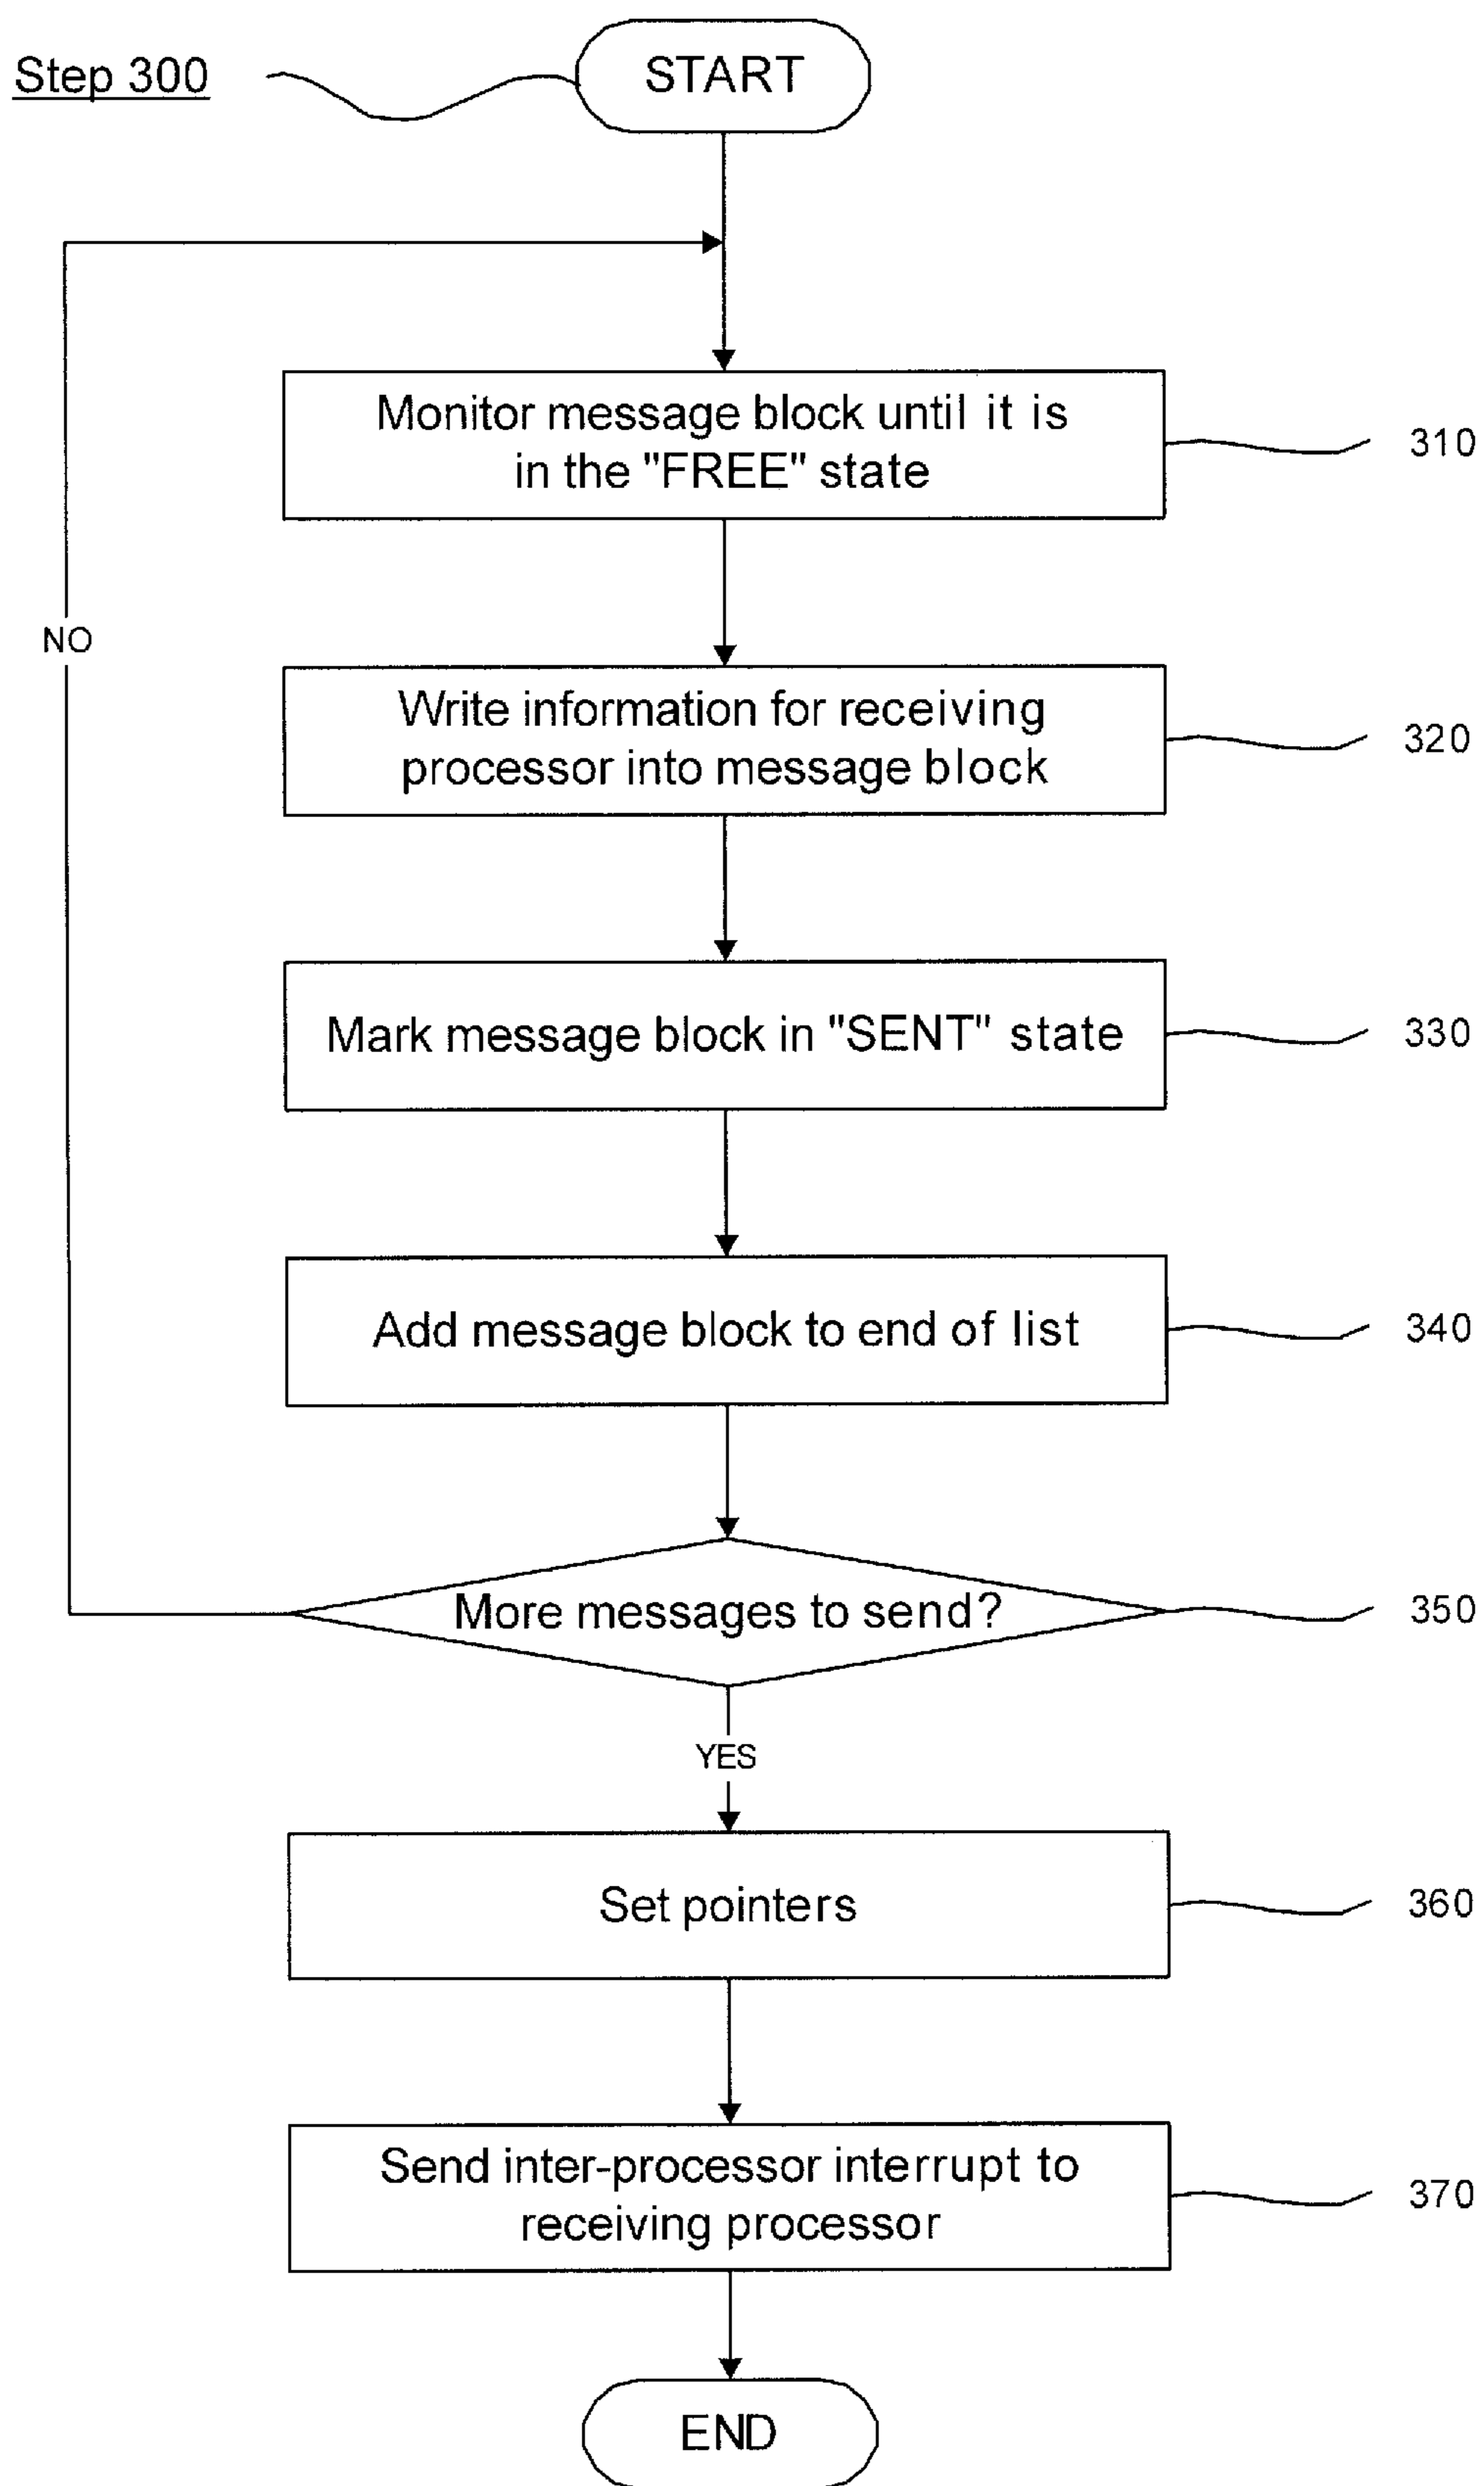 Step 300
START
Monitor message block until it is
in the "FREE" state
310
NO
Write information for receiving
processor into message block
320
Mark message block in "SENT" state
330
Add message block to end of list
340
More messages to send?
350
YES
Set pointers
360
Send inter-processor interrupt to
receiving processor
370
END